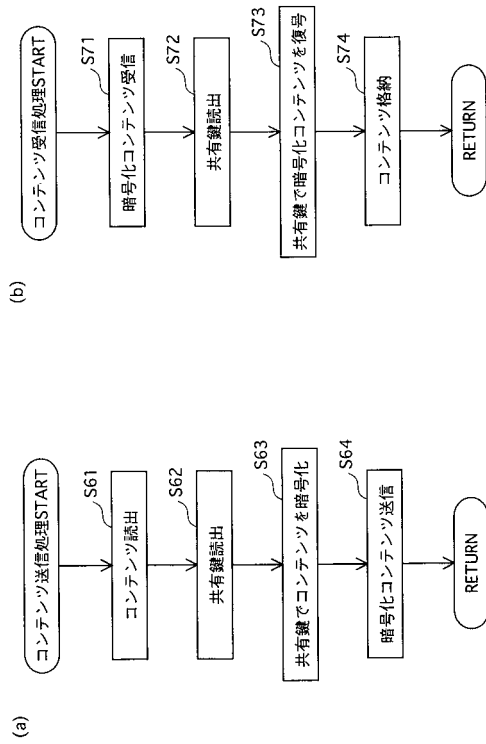 (a)
コンテンツ送信処理START
S61
コンテンツ読出
S62
共有鍵読出
S63
共有鍵でコンテンツを暗号化
S64
暗号化コンテンツ送信
RETURN
(b)
コンテンツ受信処理START
S71
暗号化コンテンツ受信
S72
共有鍵読出
S73
共有鍵で暗号化コンテンツを復号
S74
コンテンツ格納
RETURN